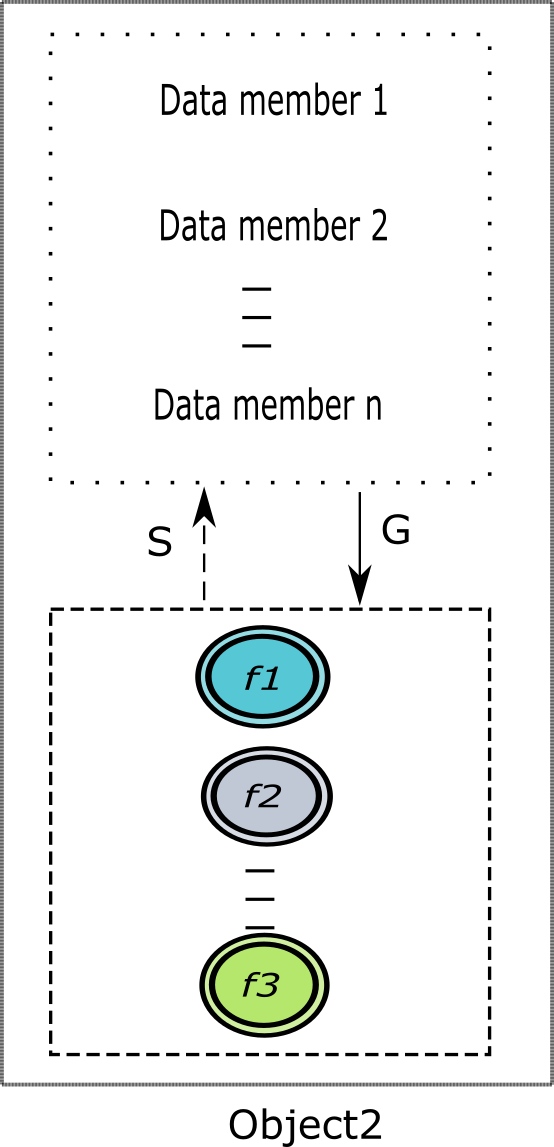 Data member 1
Data member 2
Data member n
S
G
f1
f2
f3
Object2